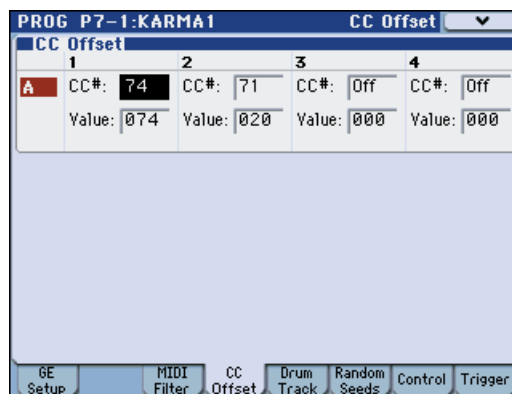 PROG P7-1:KARMA1 CC Offset
CC Offset
1 2 3 4
A CC#: 74 CC#: 71 CC#: Off CC#: Off
Value: 074 Value: 020 Value: 000 Value: 000
GE Setup MIDI Filter CC Offset Drum Track Random Seeds Control Trigger